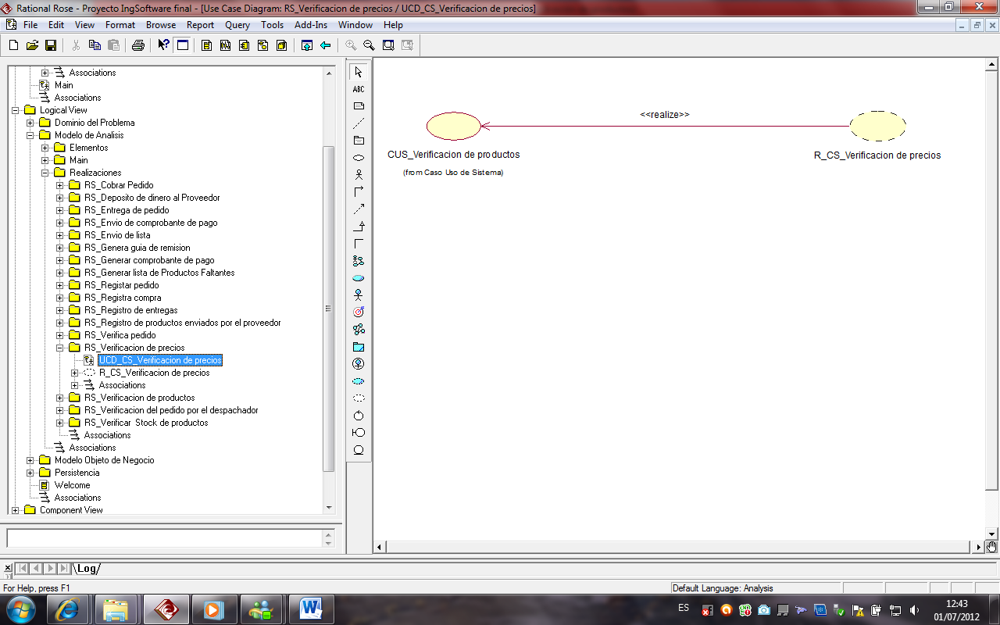 Rational Rose - Proyecto IngSoftware final - [Use Case Diagram: RS_Verificacion de precios / UCD_CS_Verificacion de precios]
File Edit View Format Browse Report Query Tools Add-Ins Window Help
Associations
Main
Associations
Logical View
Dominio del Problema
Modelo de Analisis
Elementos
Main
Realizaciones
RS_Cobrar Pedido
RS_Deposito de dinero al Proveedor
RS_Entrega de pedido
RS_Envio de comprobante de pago
RS_Envio de lista
RS_Genera guia de remision
RS_Generar comprobante de pago
RS_Generar lista de Productos Faltantes
RS_Registar pedido
RS_Registra compra
RS_Registro de entregas
RS_Registro de productos enviados por el proveedor
RS_Verifica pedido
RS_Verificacion de precios
UCD_CS_Verificacion de precios
R_CS_Verificacion de precios
Associations
RS_Verificacion de productos
RS_Verificacion del pedido por el despachador
RS_Verificar Stock de productos
Associations
Associations
Modelo Objeto de Negocio
Persistencia
Welcome
Associations
Component View
ABC
<<realize>>
CUS_Verificacion de productos
(from Caso Uso de Sistema)
R_CS_Verificacion de precios
Log
For Help, press F1
Default Language: Analysis
ES
12:43
01/07/2012